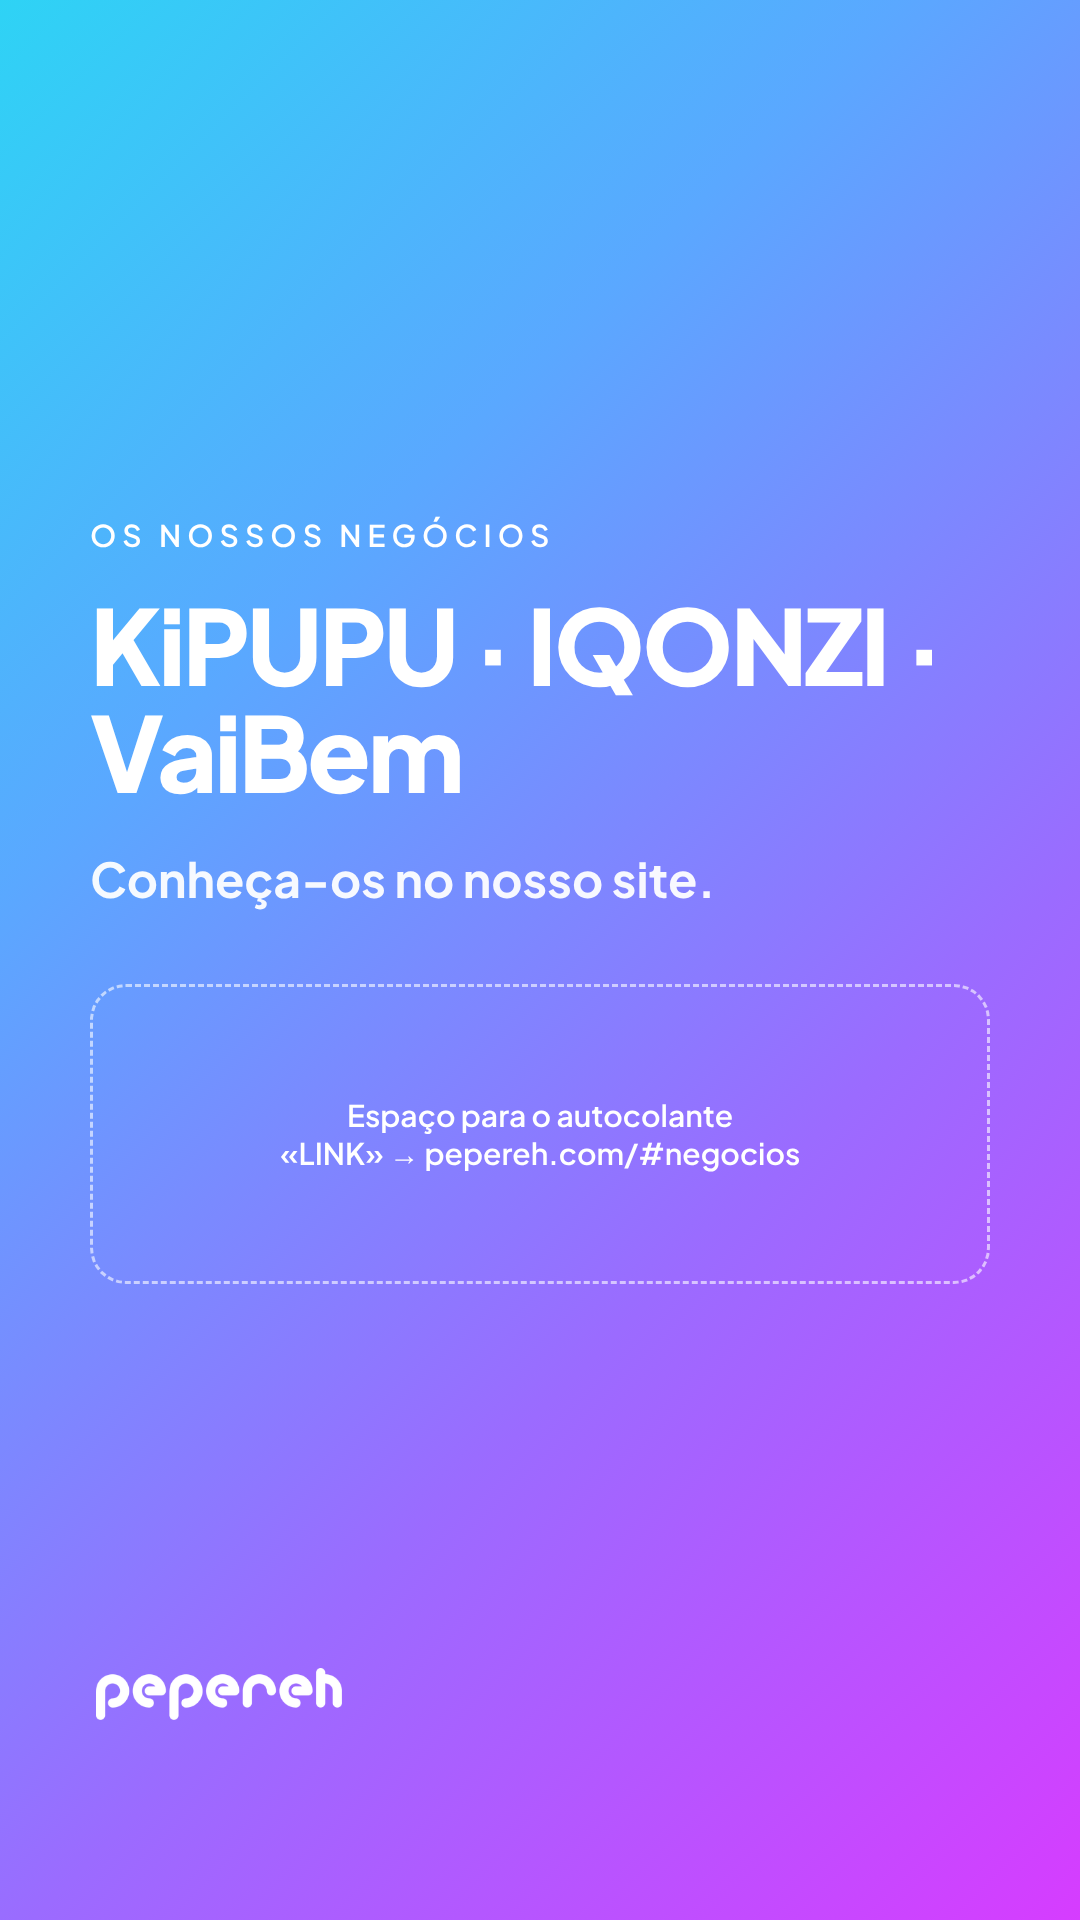 OS NOSSOS NEGÓCIOS
KiPUPU · IQONZI ·
VaiBem
Conheça-os no nosso site.
Espaço para o autocolante
«LINK» → pepereh.com/#negocios
pepereh